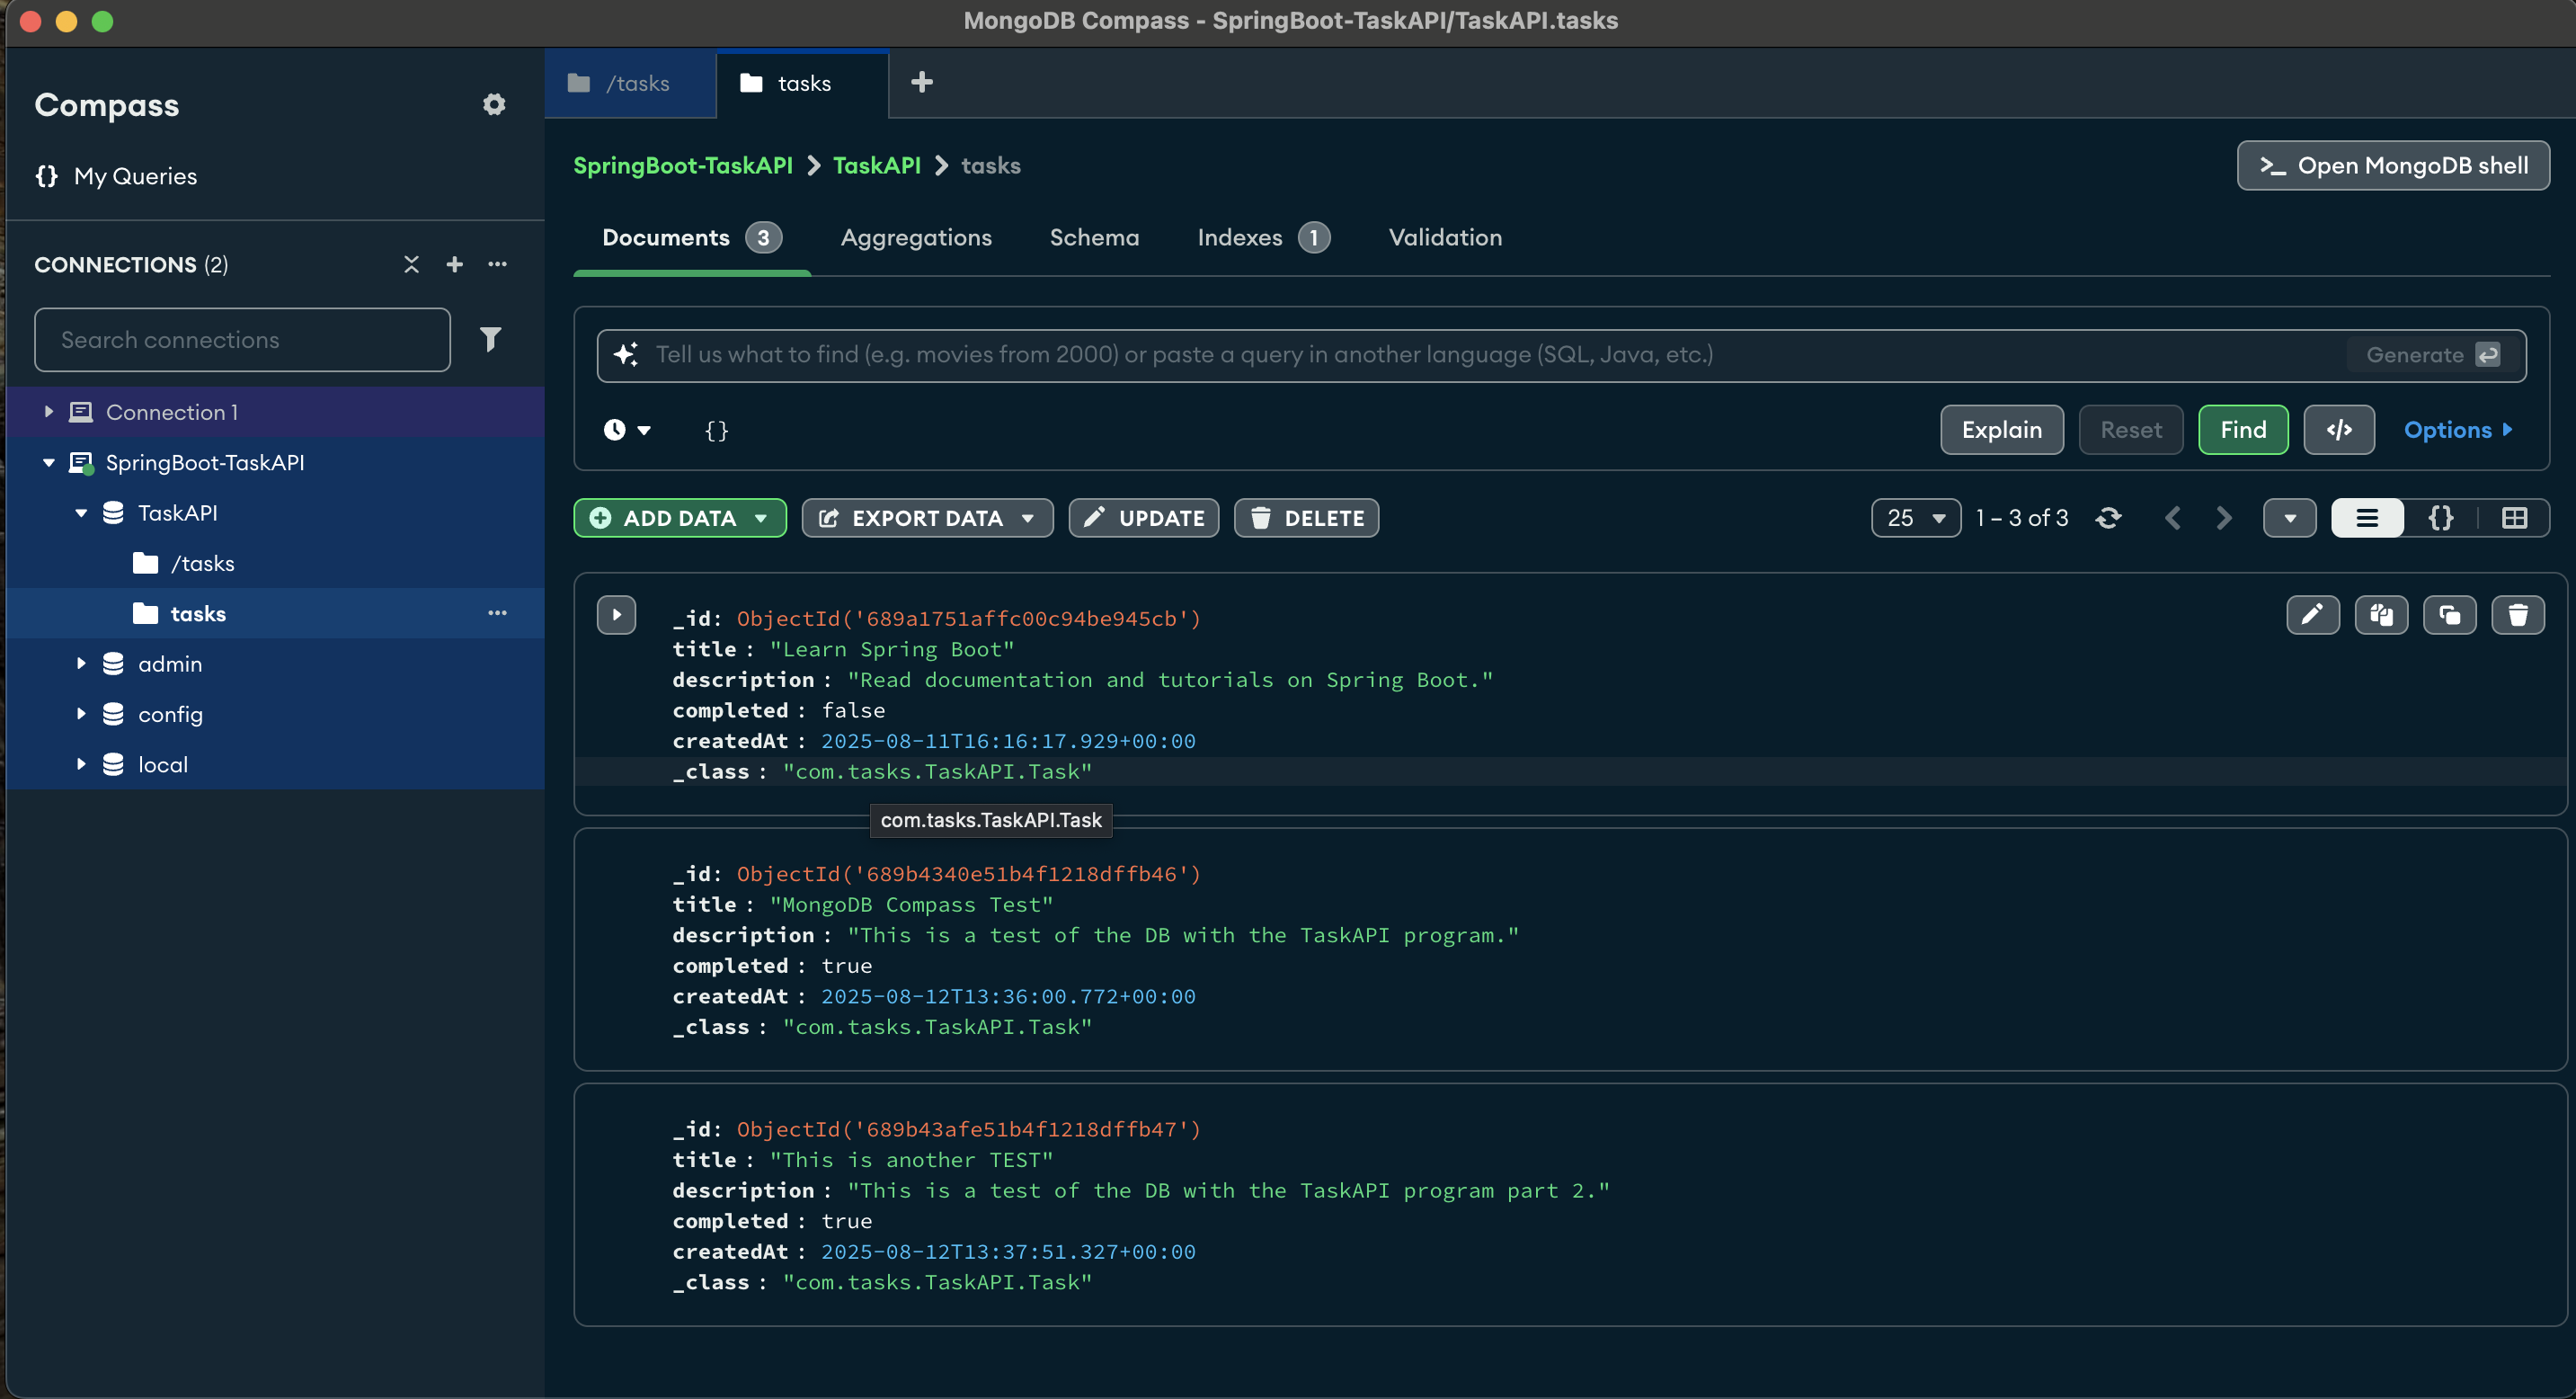 MongoDB Compass - SpringBoot-TaskAPI/TaskAPI.tasks
Compass
{} My Queries
CONNECTIONS (2)
Search connections
Connection 1
SpringBoot-TaskAPI
TaskAPI
/tasks
tasks
admin
config
local
/tasks
tasks
SpringBoot-TaskAPI > TaskAPI > tasks
>_ Open MongoDB shell
Documents 3 Aggregations Schema Indexes 1 Validation
Tell us what to find (e.g. movies from 2000) or paste a query in another language (SQL, Java, etc.) Generate
{} Explain Reset Find </> Options
ADD DATA EXPORT DATA UPDATE DELETE 25 1 – 3 of 3 {}
_id: ObjectId('689a1751affc00c94be945cb')
title : "Learn Spring Boot"
description : "Read documentation and tutorials on Spring Boot."
completed : false
createdAt : 2025-08-11T16:16:17.929+00:00
_class : "com.tasks.TaskAPI.Task"
com.tasks.TaskAPI.Task
_id: ObjectId('689b4340e51b4f1218dffb46')
title : "MongoDB Compass Test"
description : "This is a test of the DB with the TaskAPI program."
completed : true
createdAt : 2025-08-12T13:36:00.772+00:00
_class : "com.tasks.TaskAPI.Task"
_id: ObjectId('689b43afe51b4f1218dffb47')
title : "This is another TEST"
description : "This is a test of the DB with the TaskAPI program part 2."
completed : true
createdAt : 2025-08-12T13:37:51.327+00:00
_class : "com.tasks.TaskAPI.Task"